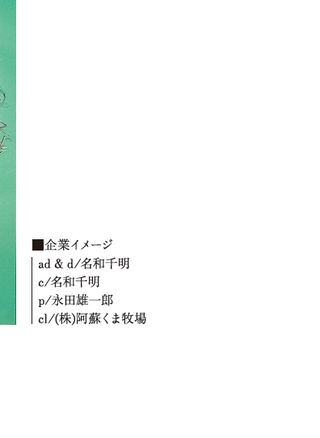 ■企業イメージ
ad & d/名和千明
c/名和千明
p/永田雄一郎
cl/(株)阿蘇くま牧場